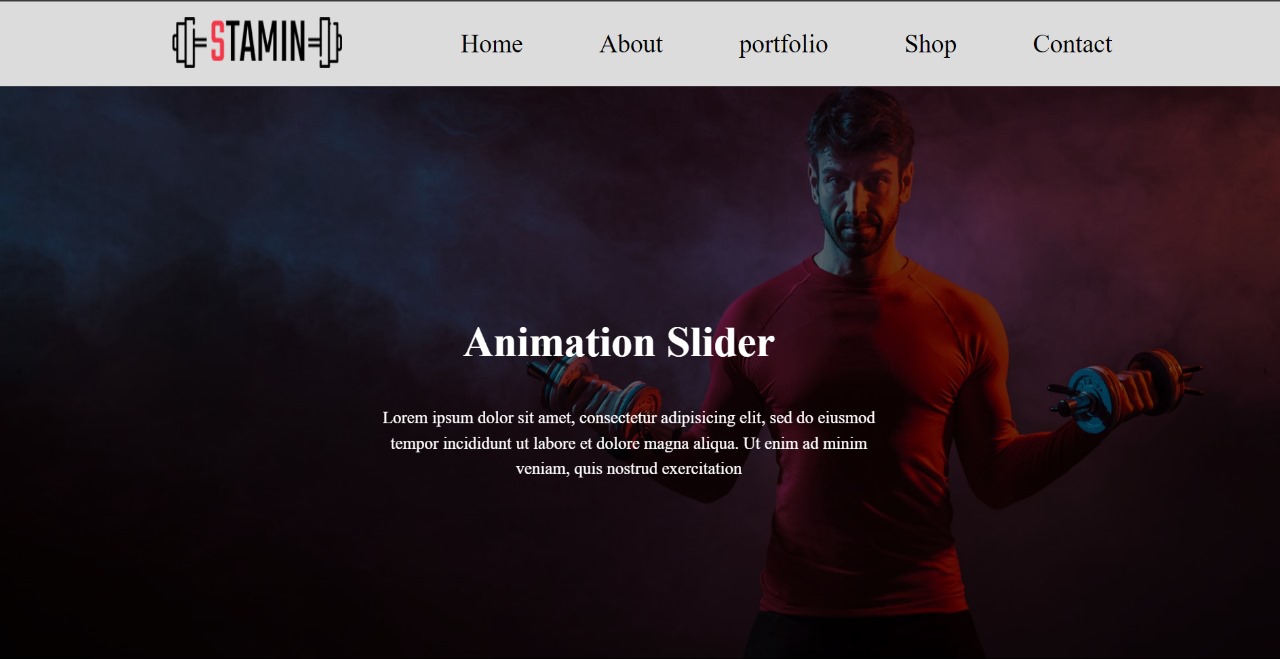 STAMIN
Home About portfolio Shop Contact
Animation Slider
Lorem ipsum dolor sit amet, consectetur adipisicing elit, sed do eiusmod
tempor incididunt ut labore et dolore magna aliqua. Ut enim ad minim
veniam, quis nostrud exercitation